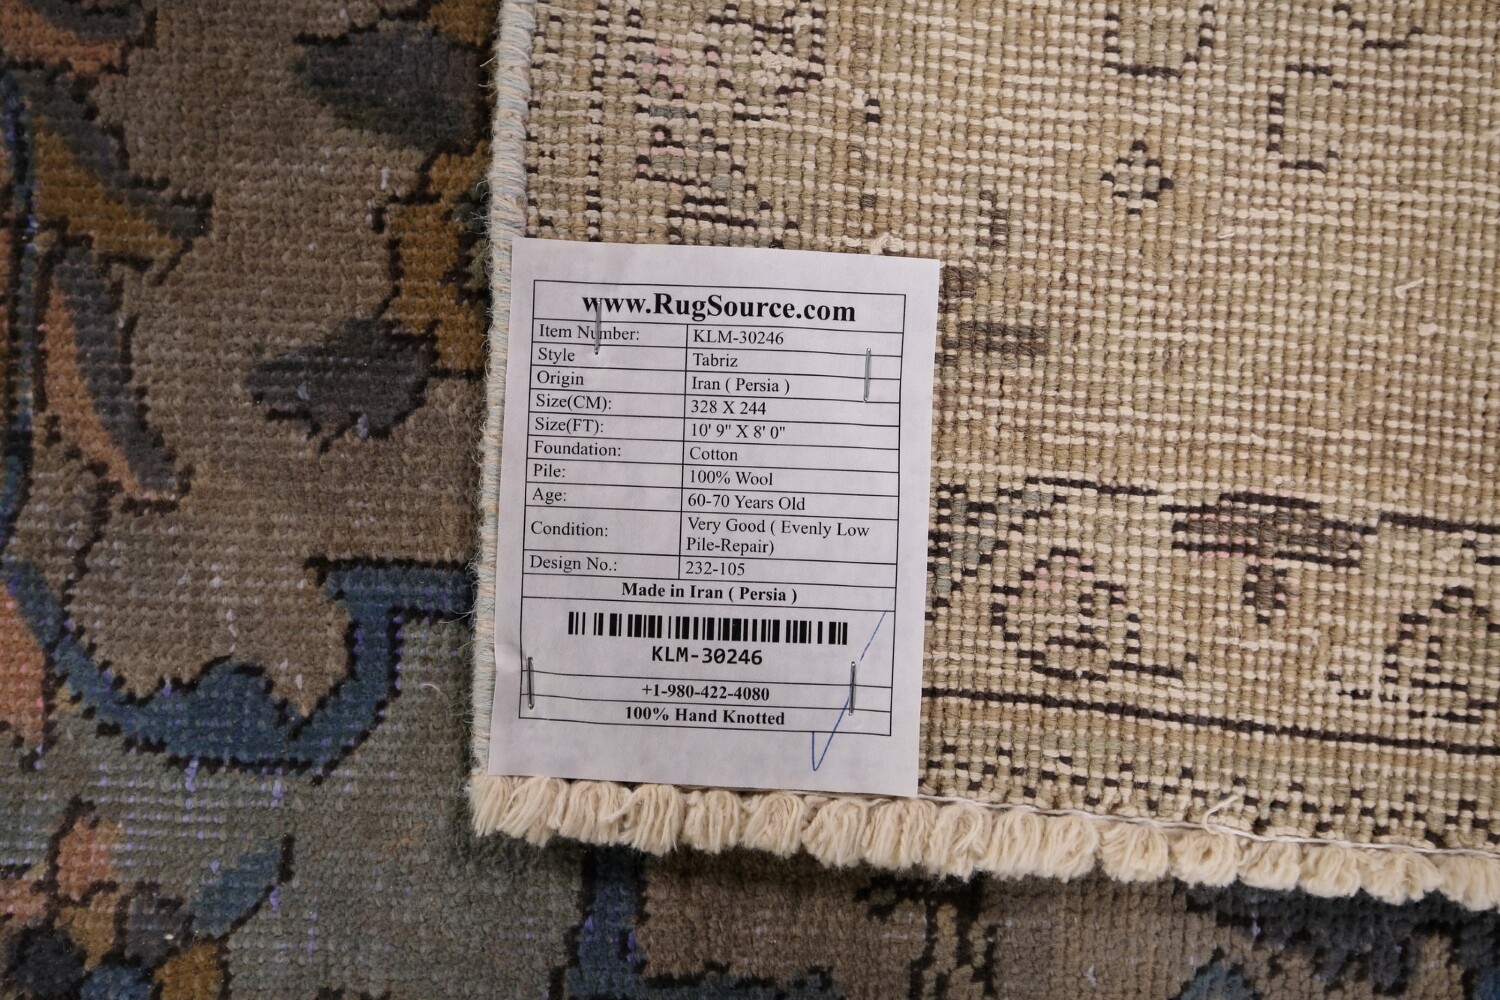 www.RugSource.com
Item Number: KLM-30246
Style Tabriz
Origin Iran ( Persia )
Size(CM): 328 X 244
Size(FT): 10' 9" X 8' 0"
Foundation: Cotton
Pile: 100% Wool
Age: 60-70 Years Old
Condition: Very Good ( Evenly Low
Pile-Repair)
Design No.: 232-105
Made in Iran ( Persia )
KLM-30246
+1-980-422-4080
100% Hand Knotted